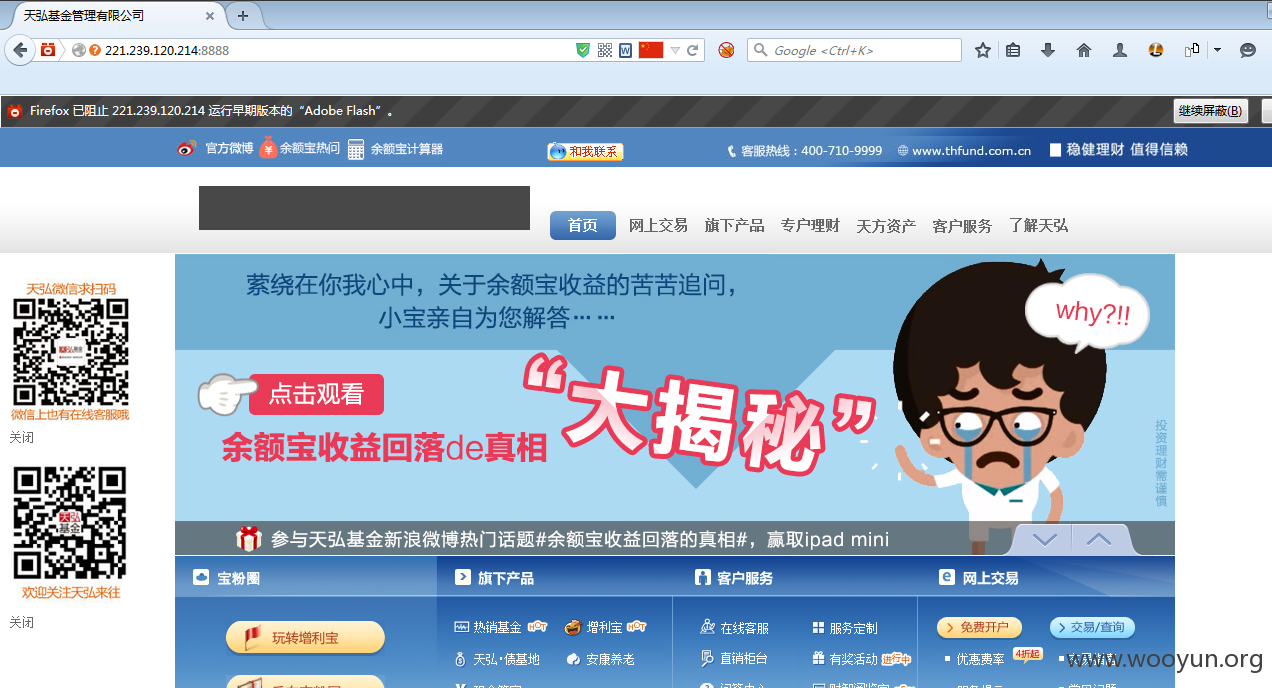 天弘基金管理有限公司
221.239.120.214:8888
Google <Ctrl+K>
Firefox 已阻止 221.239.120.214 运行早期版本的“Adobe Flash”。
继续屏蔽(B)
官方微博 余额宝热问 余额宝计算器 和我联系 客服热线：400-710-9999 www.thfund.com.cn 稳健理财 值得信赖
首页 网上交易 旗下产品 专户理财 天方资产 客户服务 了解天弘
天弘微信求扫码
天弘基金
微信上也有在线客服哦
关闭
天弘
基金
欢迎关注天弘来往
关闭
萦绕在你我心中，关于余额宝收益的苦苦追问，
小宝亲自为您解答……
why?!!
点击观看
“大揭秘”
余额宝收益回落de真相
投资理财需谨慎
参与天弘基金新浪微博热门话题#余额宝收益回落的真相#，赢取ipad mini
宝粉圈 旗下产品 客户服务 网上交易
玩转增利宝
热销基金 HOT 增利宝 HOT
在线客服 服务定制
免费开户 交易/查询
天弘·债基地 安康养老
直销柜台 有奖活动 进行中
优惠费率 4折起
www.wooyun.org